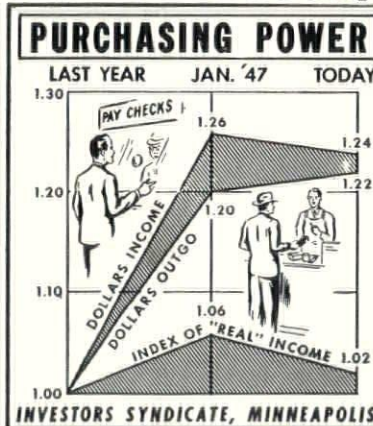 PURCHASING POWER
LAST YEAR JAN. '47 TODAY
1.30
PAY CHECKS
1.26
1.24
1.20
1.22
1.20
DOLLARS INCOME
DOLLARS OUTGO
1.10
1.06
INDEX OF "REAL" INCOME
1.02
1.00
INVESTORS SYNDICATE, MINNEAPOLIS